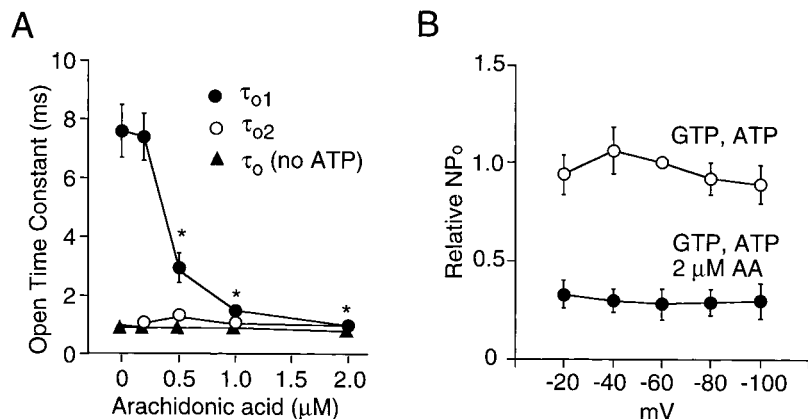 A
Open Time Constant (ms)
10
8
6
4
2
0
τo1
τo2
τo (no ATP)
*
*
*
0
0.5
1.0
2.0
Arachidonic acid (μM)
B
Relative NPo
1.5
1.0
0.5
0
GTP, ATP
GTP, ATP
2 μM AA
-20
-40
-60
-80
-100
mV